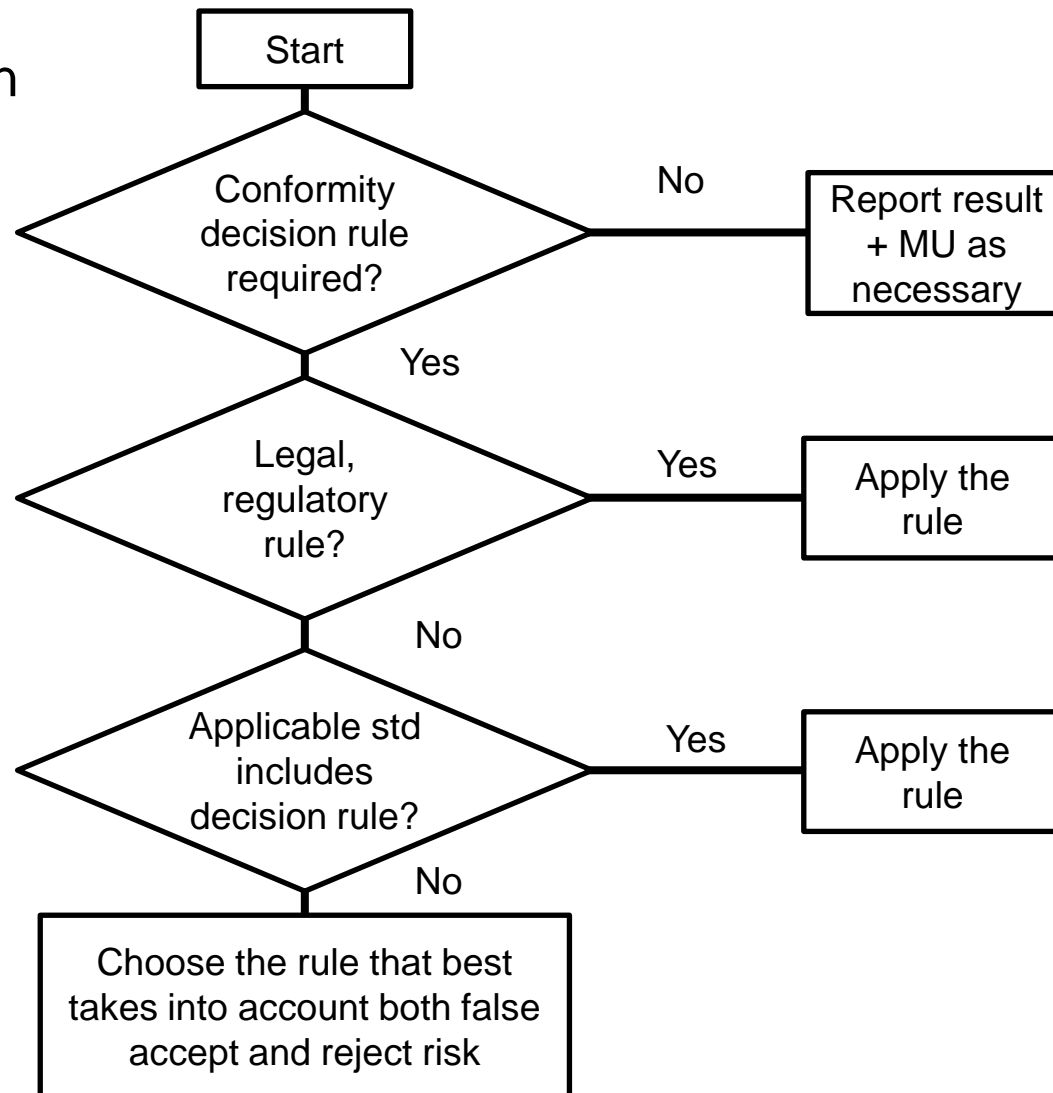 Start
Conformity
decision rule
required?
No
Report result
+ MU as
necessary
Yes
Legal,
regulatory
rule?
Yes
Apply the
rule
No
Applicable std
includes
decision rule?
Yes
Apply the
rule
No
Choose the rule that best
takes into account both false
accept and reject risk